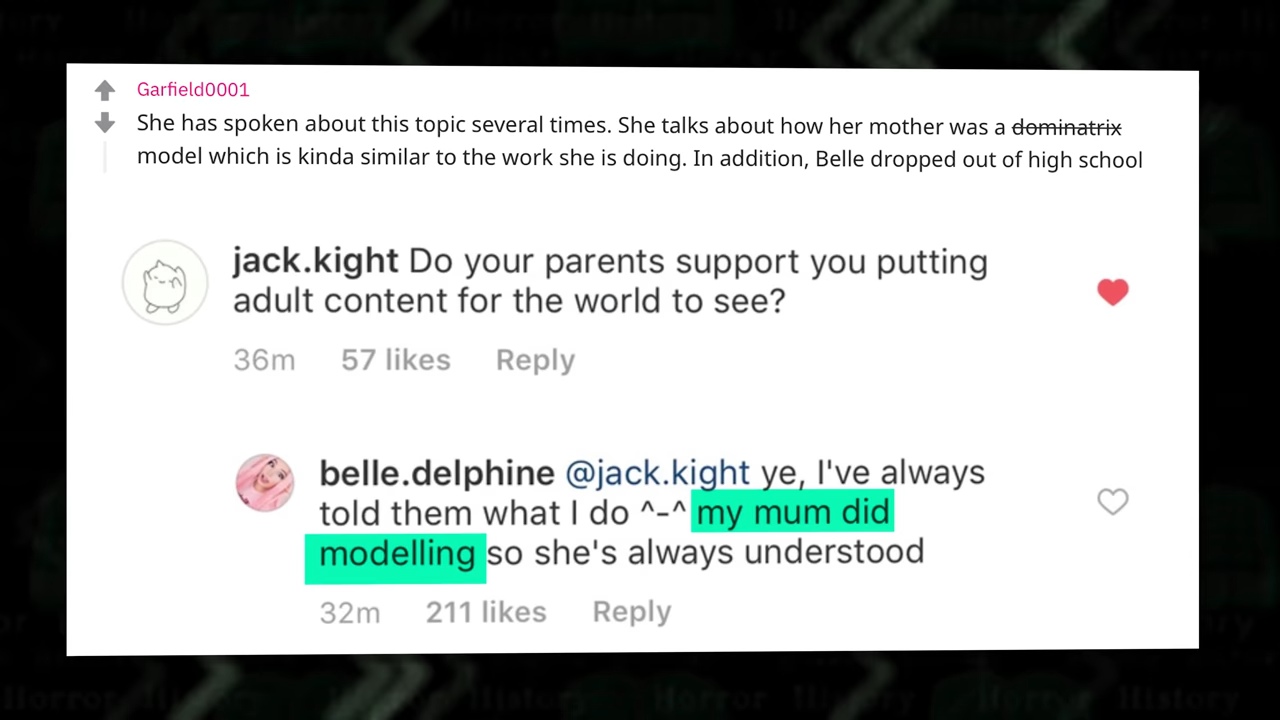 Garfield0001
She has spoken about this topic several times. She talks about how her mother was a dominatrix
model which is kinda similar to the work she is doing. In addition, Belle dropped out of high school
jack.kight Do your parents support you putting
adult content for the world to see?
36m 57 likes Reply
belle.delphine @jack.kight ye, I've always
told them what I do ^-^ my mum did
modelling so she's always understood
32m 211 likes Reply
Horror History Horror History